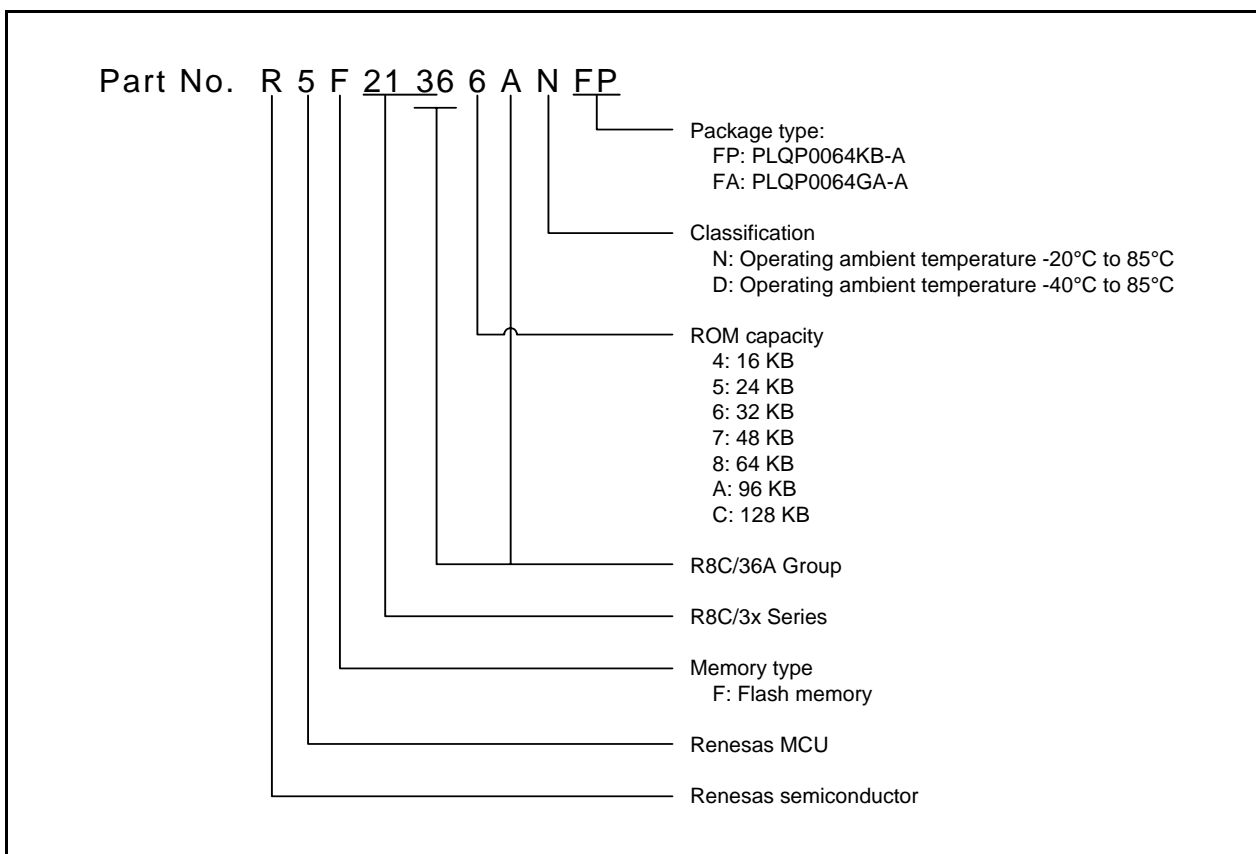 Part No. R 5 F 21 36 6 A N FP
Package type:
FP: PLQP0064KB-A
FA: PLQP0064GA-A
Classification
N: Operating ambient temperature -20°C to 85°C
D: Operating ambient temperature -40°C to 85°C
ROM capacity
4: 16 KB
5: 24 KB
6: 32 KB
7: 48 KB
8: 64 KB
A: 96 KB
C: 128 KB
R8C/36A Group
R8C/3x Series
Memory type
F: Flash memory
Renesas MCU
Renesas semiconductor